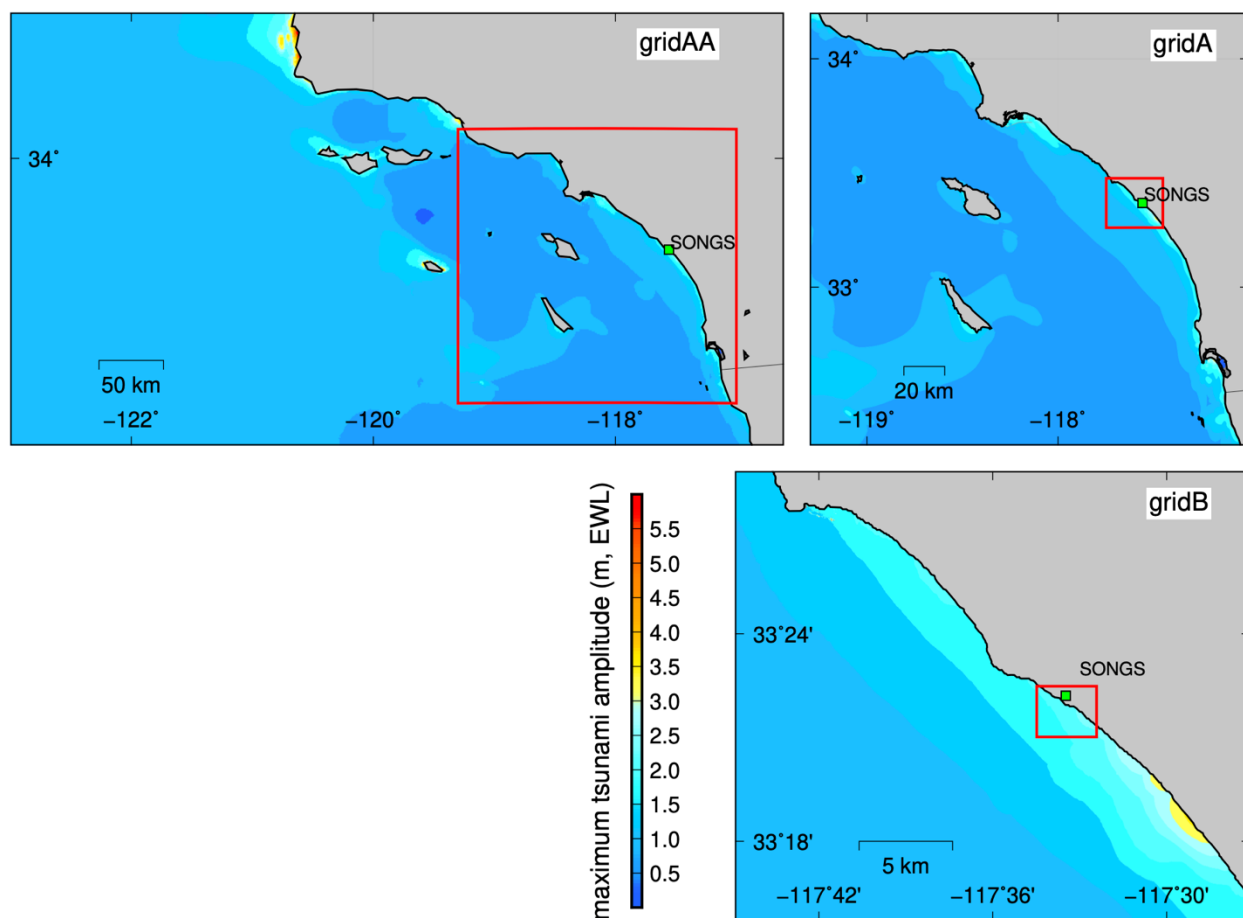 gridAA
34˚
SONGS
50 km
−122˚
−120˚
−118˚
gridA
34˚
SONGS
33˚
20 km
−119˚
−118˚
maximum tsunami amplitude (m, EWL)
5.5
5.0
4.5
4.0
3.5
3.0
2.5
2.0
1.5
1.0
0.5
gridB
33˚24'
SONGS
33˚18'
5 km
−117˚42'
−117˚36'
−117˚30'